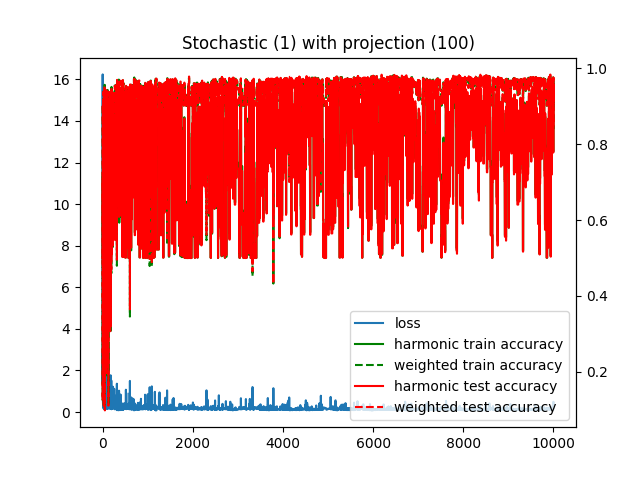 Stochastic (1) with projection (100)
16
14
12
10
8
6
4
2
0
1.0
0.8
0.6
0.4
0.2
loss
harmonic train accuracy
weighted train accuracy
harmonic test accuracy
weighted test accuracy
0 2000 4000 6000 8000 10000